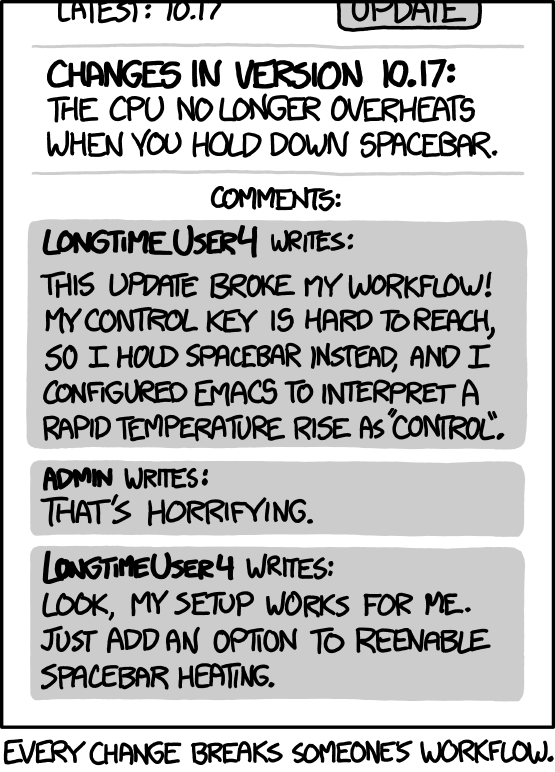 LATEST: 10.17 UPDATE
CHANGES IN VERSION 10.17:
THE CPU NO LONGER OVERHEATS
WHEN YOU HOLD DOWN SPACEBAR.
COMMENTS:
LONGTIMEUSER4 WRITES:
THIS UPDATE BROKE MY WORKFLOW!
MY CONTROL KEY IS HARD TO REACH,
SO I HOLD SPACEBAR INSTEAD, AND I
CONFIGURED EMACS TO INTERPRET A
RAPID TEMPERATURE RISE AS "CONTROL".
ADMIN WRITES:
THAT'S HORRIFYING.
LONGTIMEUSER4 WRITES:
LOOK, MY SETUP WORKS FOR ME.
JUST ADD AN OPTION TO REENABLE
SPACEBAR HEATING.
EVERY CHANGE BREAKS SOMEONE'S WORKFLOW.